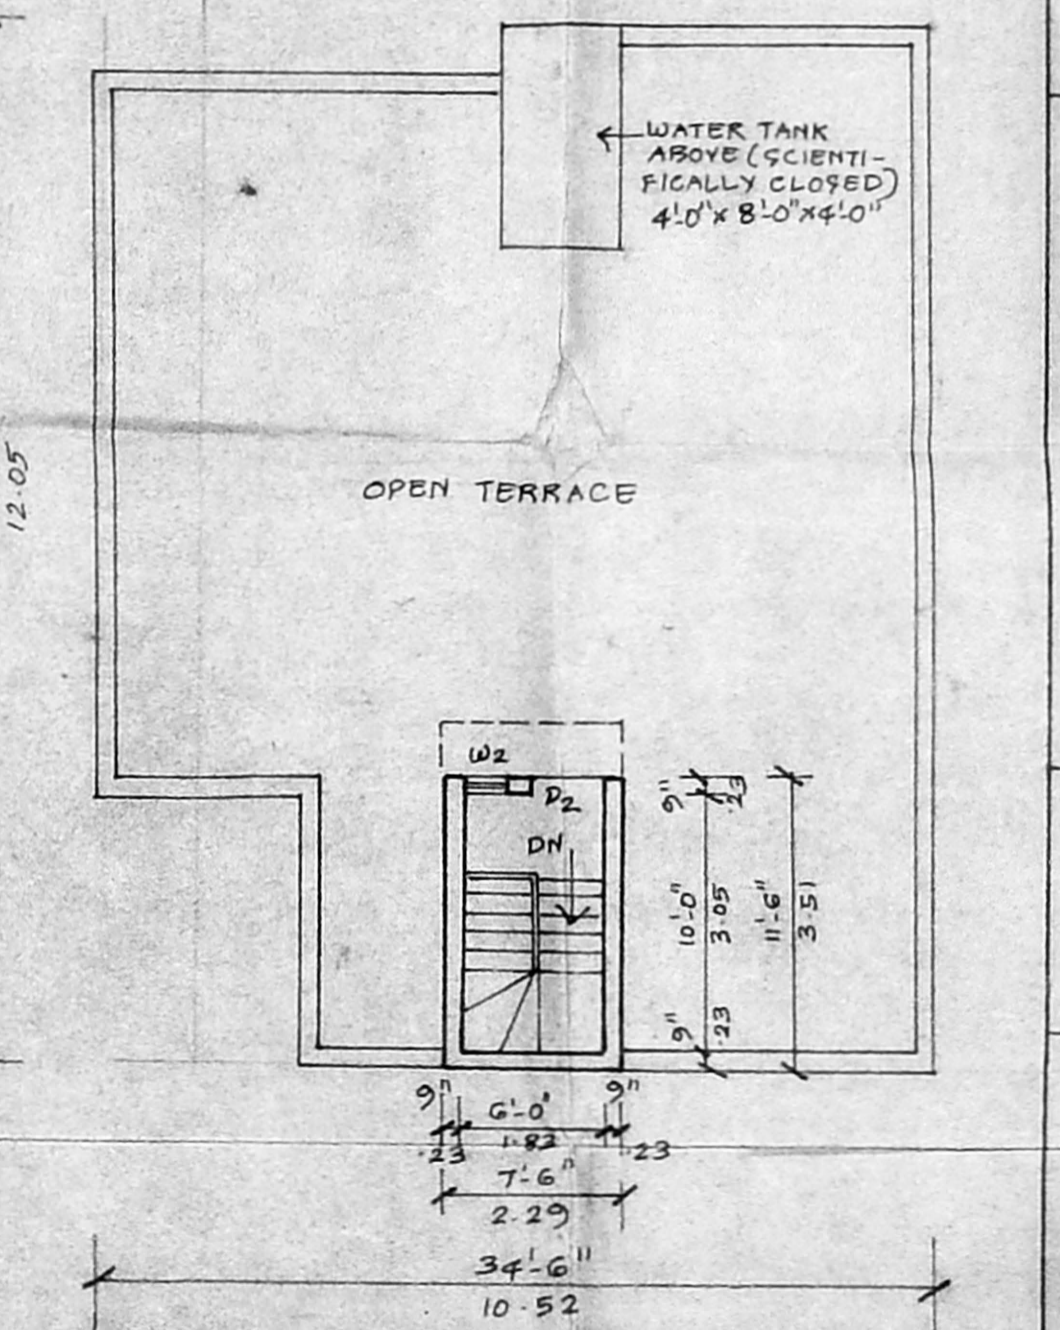 WATER TANK
ABOVE (SCIENTI-
FICALLY CLOSED)
4'-0" x 8'-0" x 4'-0"
12.05
OPEN TERRACE
W2
D2
DN
9"
.23
10'-0"
3.05
11'-6"
3.51
9"
.23
9"
6'-0"
9"
.23
1.83
.23
7'-6"
2.29
34'-6"
10.52